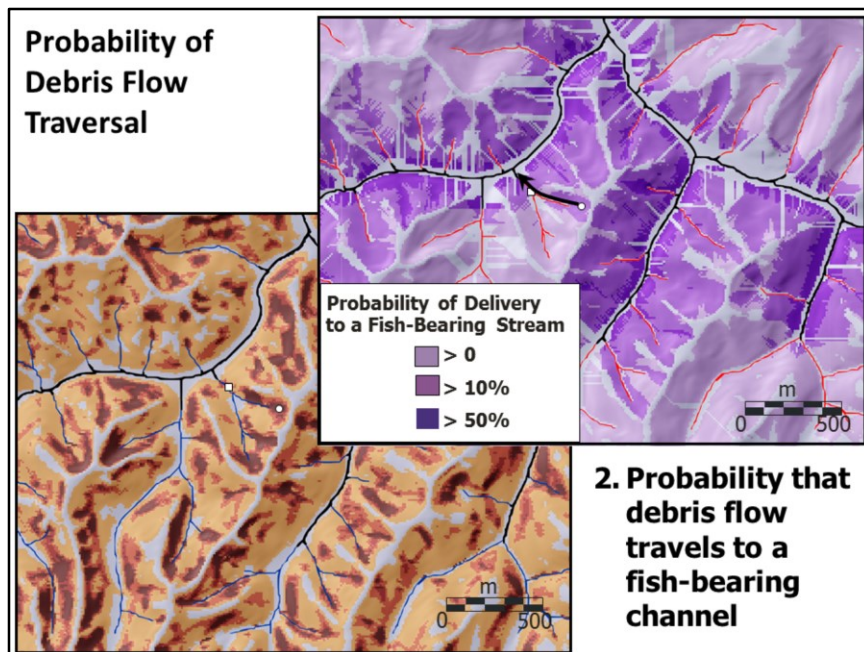 Probability of
Debris Flow
Traversal
Probability of Delivery
to a Fish-Bearing Stream
> 0
> 10%
> 50%
m
0 500
2. Probability that
debris flow
travels to a
fish-bearing
channel
m
0 500